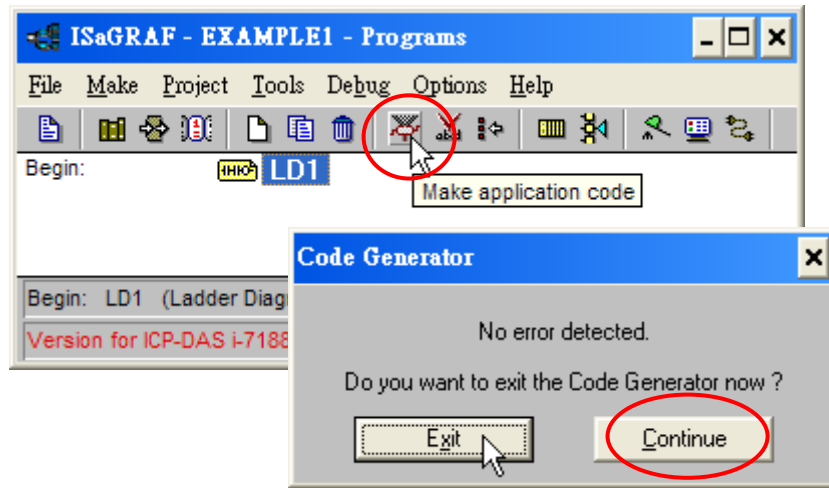 ISaGRAF - EXAMPLE1 - Programs
File Make Project Tools Debug Options Help
Begin: LD1
Make application code
Code Generator
Begin: LD1 (Ladder
Version for ICP-DAS i-7188
No error detected.
Do you want to exit the Code Generator now ?
Exit Continue